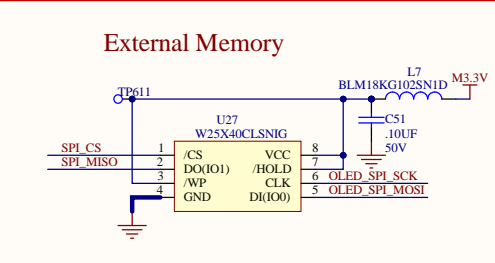 External Memory
L7
BLM18KG102SN1D
M3.3V
TP611
U27
W25X40CLSNIG
C51
.10UF
50V
SPI_CS 1 /CS VCC 8
SPI_MISO 2 DO(IO1) /HOLD 7
3 /WP CLK 6 OLED_SPI_SCK
4 GND DI(IO0) 5 OLED_SPI_MOSI